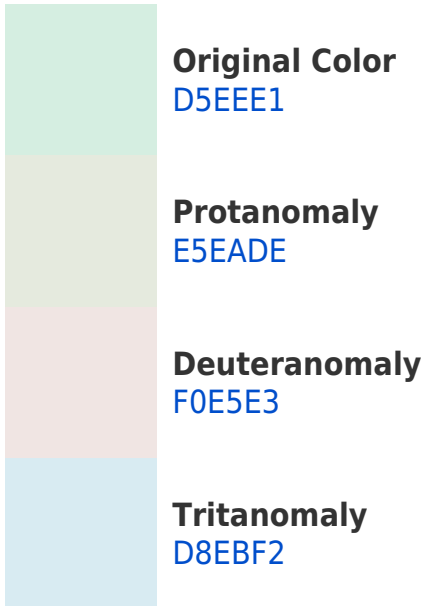 Original Color
D5EEE1
Protanomaly
E5EADE
Deuteranomaly
F0E5E3
Tritanomaly
D8EBF2